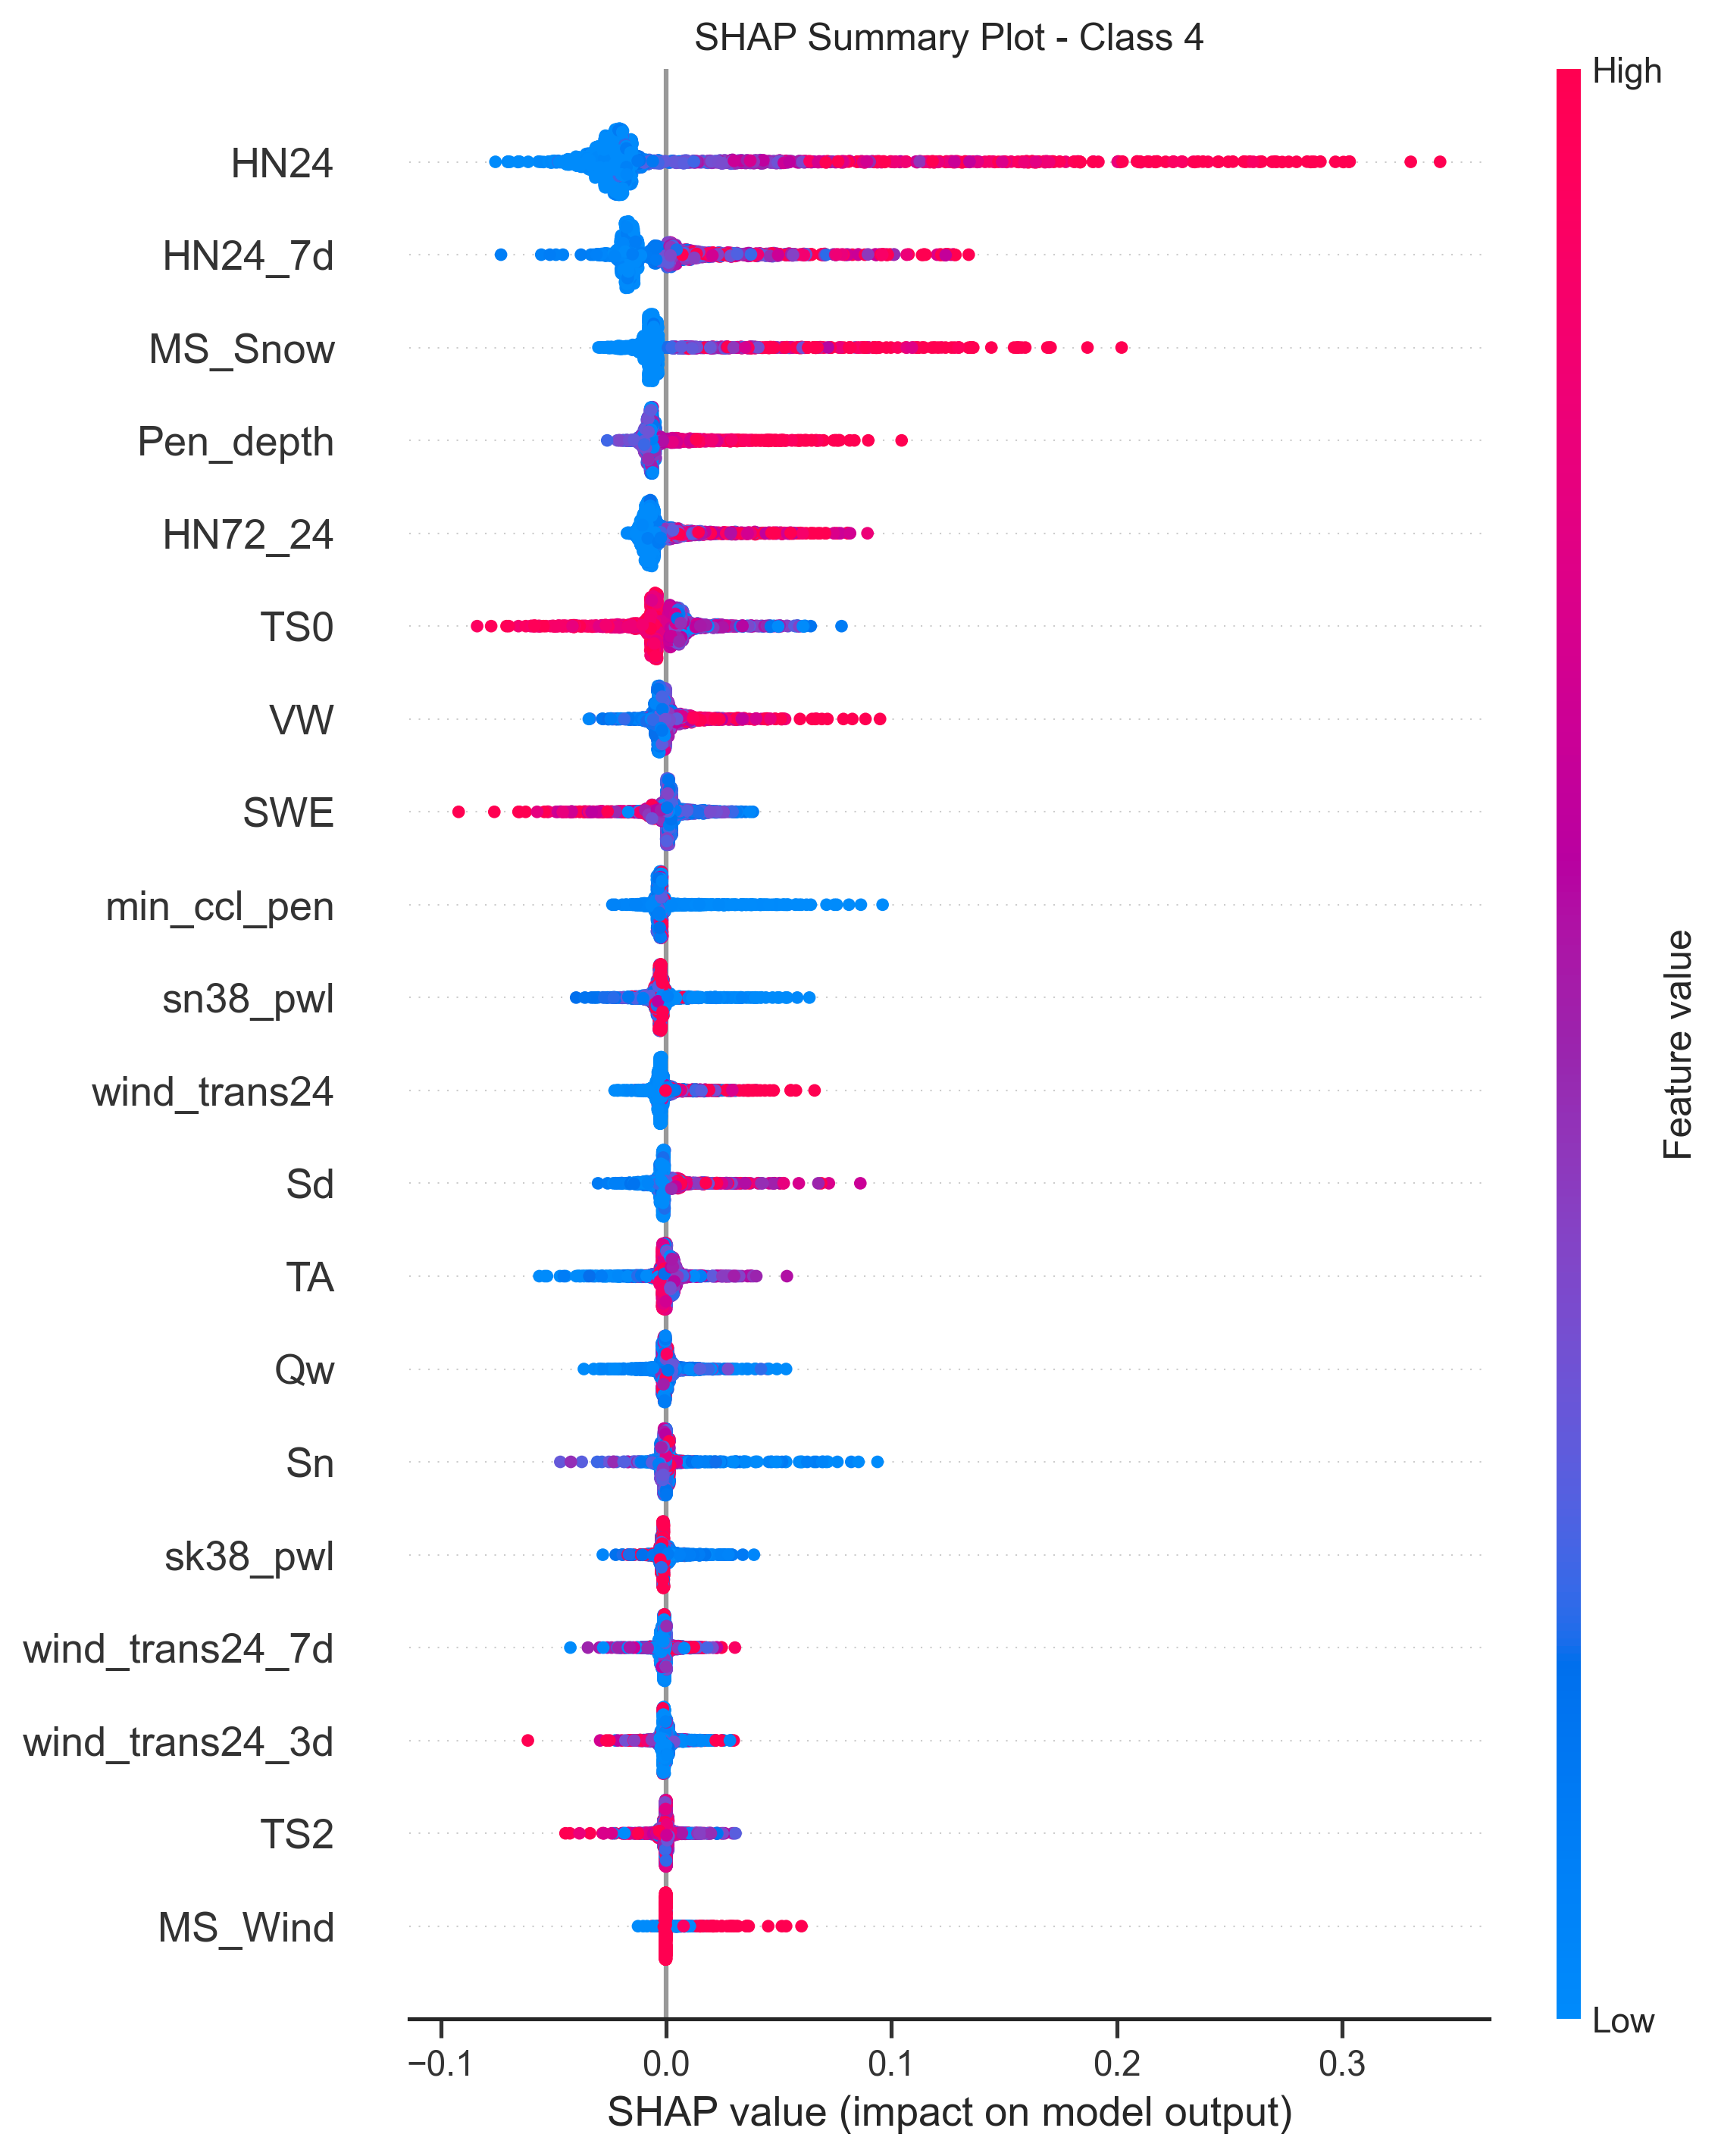 SHAP Summary Plot - Class 4
High
HN24
HN24_7d
MS_Snow
Pen_depth
HN72_24
TS0
VW
SWE
min_ccl_pen
sn38_pwl
wind_trans24
Sd
TA
Qw
Sn
sk38_pwl
wind_trans24_7d
wind_trans24_3d
TS2
MS_Wind
Feature value
Low
−0.1 0.0 0.1 0.2 0.3
SHAP value (impact on model output)